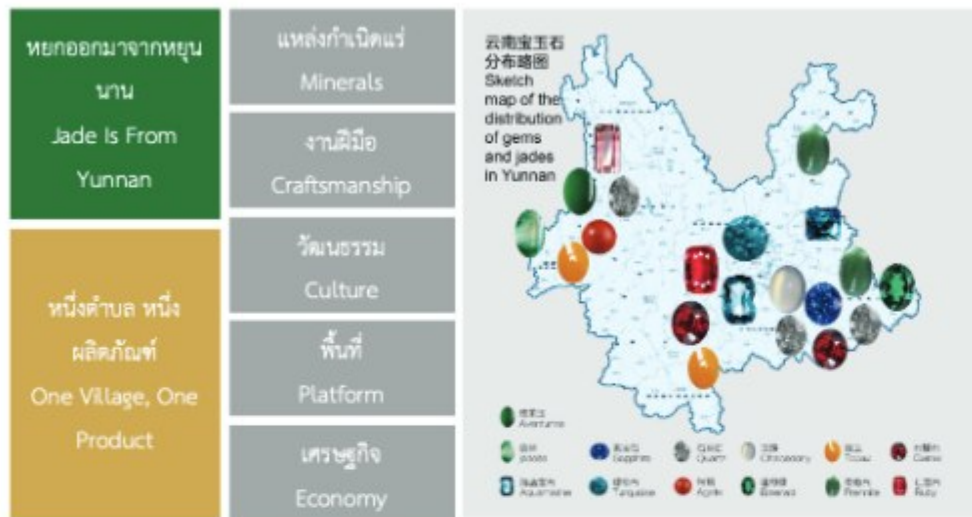 หยกออกมาจากหยุน
นาน
Jade Is From
Yunnan
หนึ่งตำบล หนึ่ง
ผลิตภัณฑ์
One Village, One
Product
แหล่งกำเนิดแร่
Minerals
งานฝีมือ
Craftsmanship
วัฒนธรรม
Culture
พื้นที่
Platform
เศรษฐกิจ
Economy
云南宝玉石
分布略图
Sketch
map of the
distribution
of gems
and jades
in Yunnan
Sapphire
Quartz
Chalcedony
Topaz
Aquamarine
Turquoise
Agate
Emerald
Prehnite
Ruby